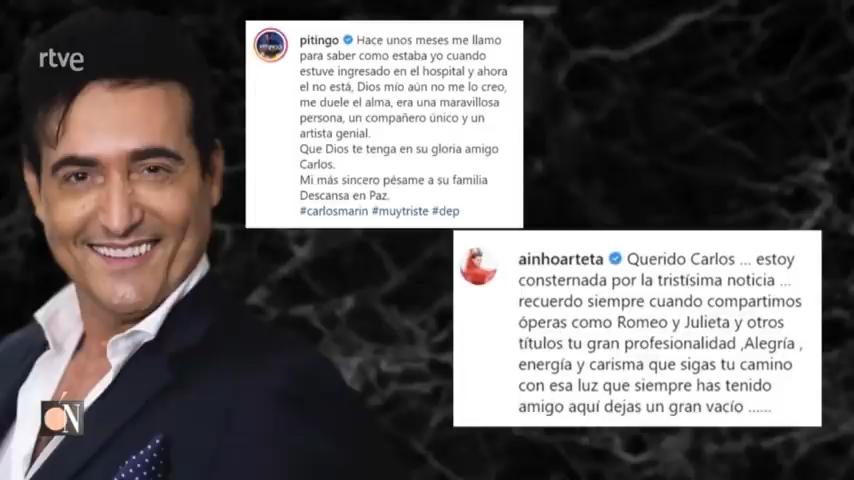 rtve
pitingo Hace unos meses me llamo
para saber como estaba yo cuando
estuve ingresado en el hospital y ahora
el no está, Dios mío aún no me lo creo,
me duele el alma, era una maravillosa
persona, un compañero único y un
artista genial.
Que Dios te tenga en su gloria amigo
Carlos.
Mi más sincero pésame a su familia
Descansa en Paz.
#carlosmarin #muytriste #dep
ainhoarteta Querido Carlos ... estoy
consternada por la tristísima noticia ...
recuerdo siempre cuando compartimos
óperas como Romeo y Julieta y otros
títulos tu gran profesionalidad ,Alegría ,
energía y carisma que sigas tu camino
con esa luz que siempre has tenido
amigo aquí dejas un gran vacío ......
N